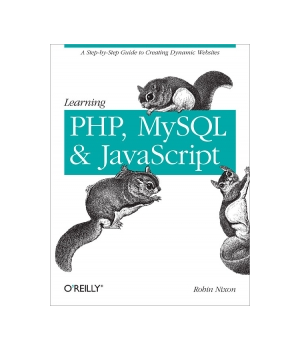 A Step-by-Step Guide to Creating Dynamic Websites
Learning
PHP, MySQL
& JavaScript
O'REILLY®
Robin Nixon